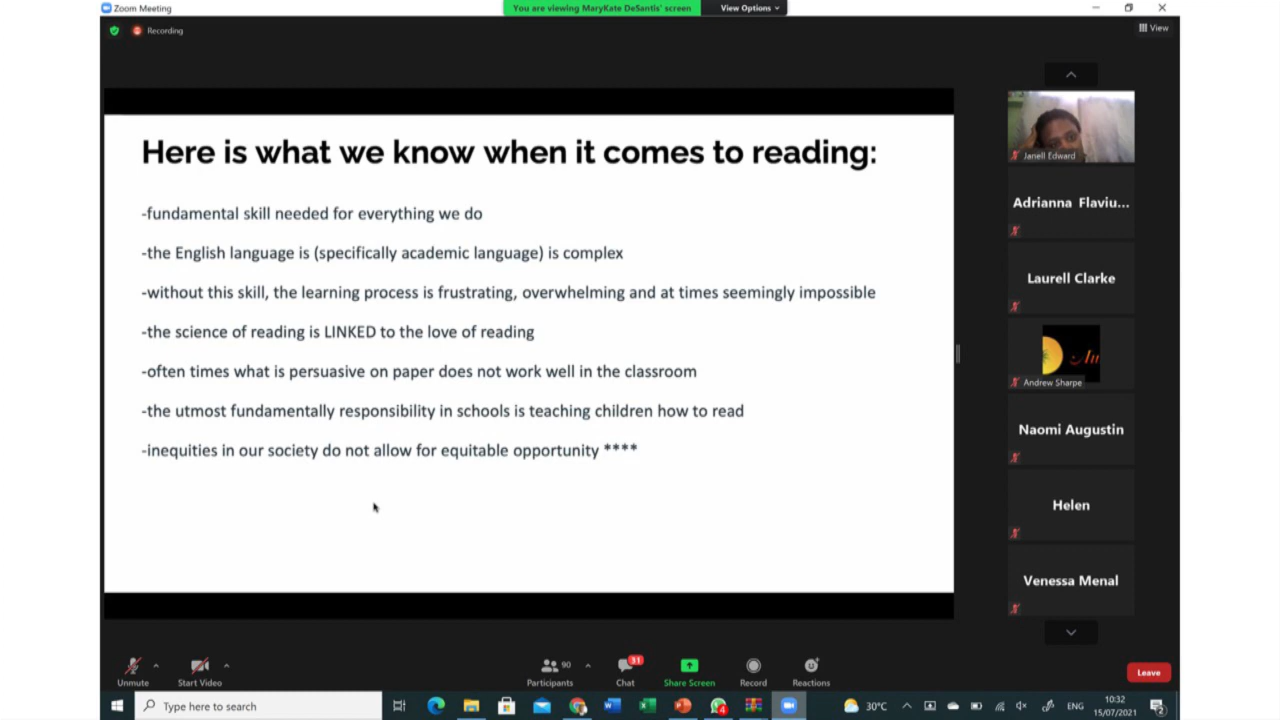 Zoom Meeting
You are viewing MaryKate DeSantis' screen
View Options
Recording
View
Here is what we know when it comes to reading:
-fundamental skill needed for everything we do
-the English language is (specifically academic language) is complex
-without this skill, the learning process is frustrating, overwhelming and at times seemingly impossible
-the science of reading is LINKED to the love of reading
-often times what is persuasive on paper does not work well in the classroom
-the utmost fundamentally responsibility in schools is teaching children how to read
-inequities in our society do not allow for equitable opportunity ****
Janell Edward
Adrianna Flaviu...
Laurell Clarke
Au
Andrew Sharpe
Naomi Augustin
Helen
Venessa Menal
Unmute
Start Video
90
Participants
31
Chat
Share Screen
Record
Reactions
Leave
Type here to search
4
30°C
ENG
10:32
15/07/2021
2